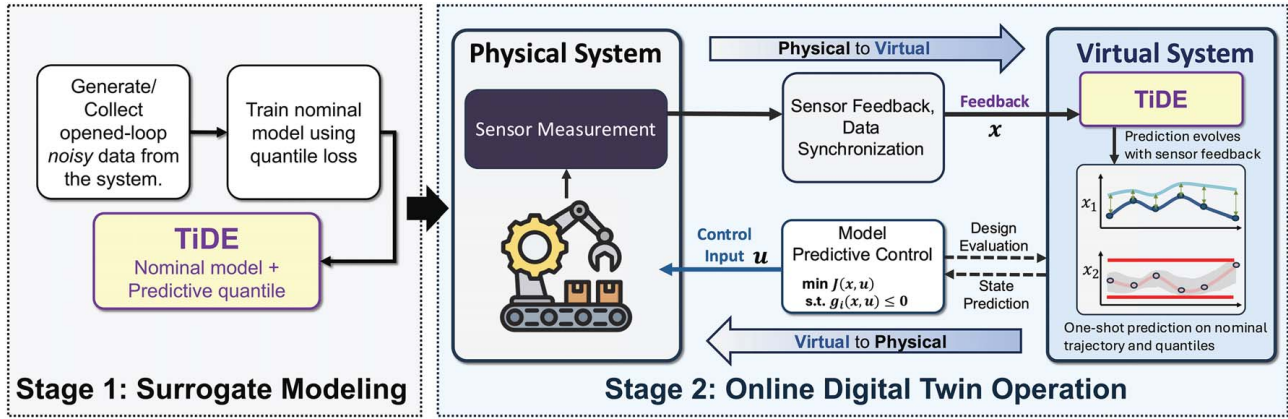 Generate/
Collect
opened-loop
noisy data from
the system.
Train nominal
model using
quantile loss
TiDE
Nominal model +
Predictive quantile
Stage 1: Surrogate Modeling
Physical System
Sensor Measurement
Physical to Virtual
Sensor Feedback,
Data
Synchronization
Feedback
x
Virtual System
TiDE
Prediction evolves
with sensor feedback
x₁
x₂
One-shot prediction on nominal
trajectory and quantiles
Control
Input u
Model
Predictive Control
min J(x, u)
s.t. gᵢ(x, u) ≤ 0
Design
Evaluation
State
Prediction
Virtual to Physical
Stage 2: Online Digital Twin Operation